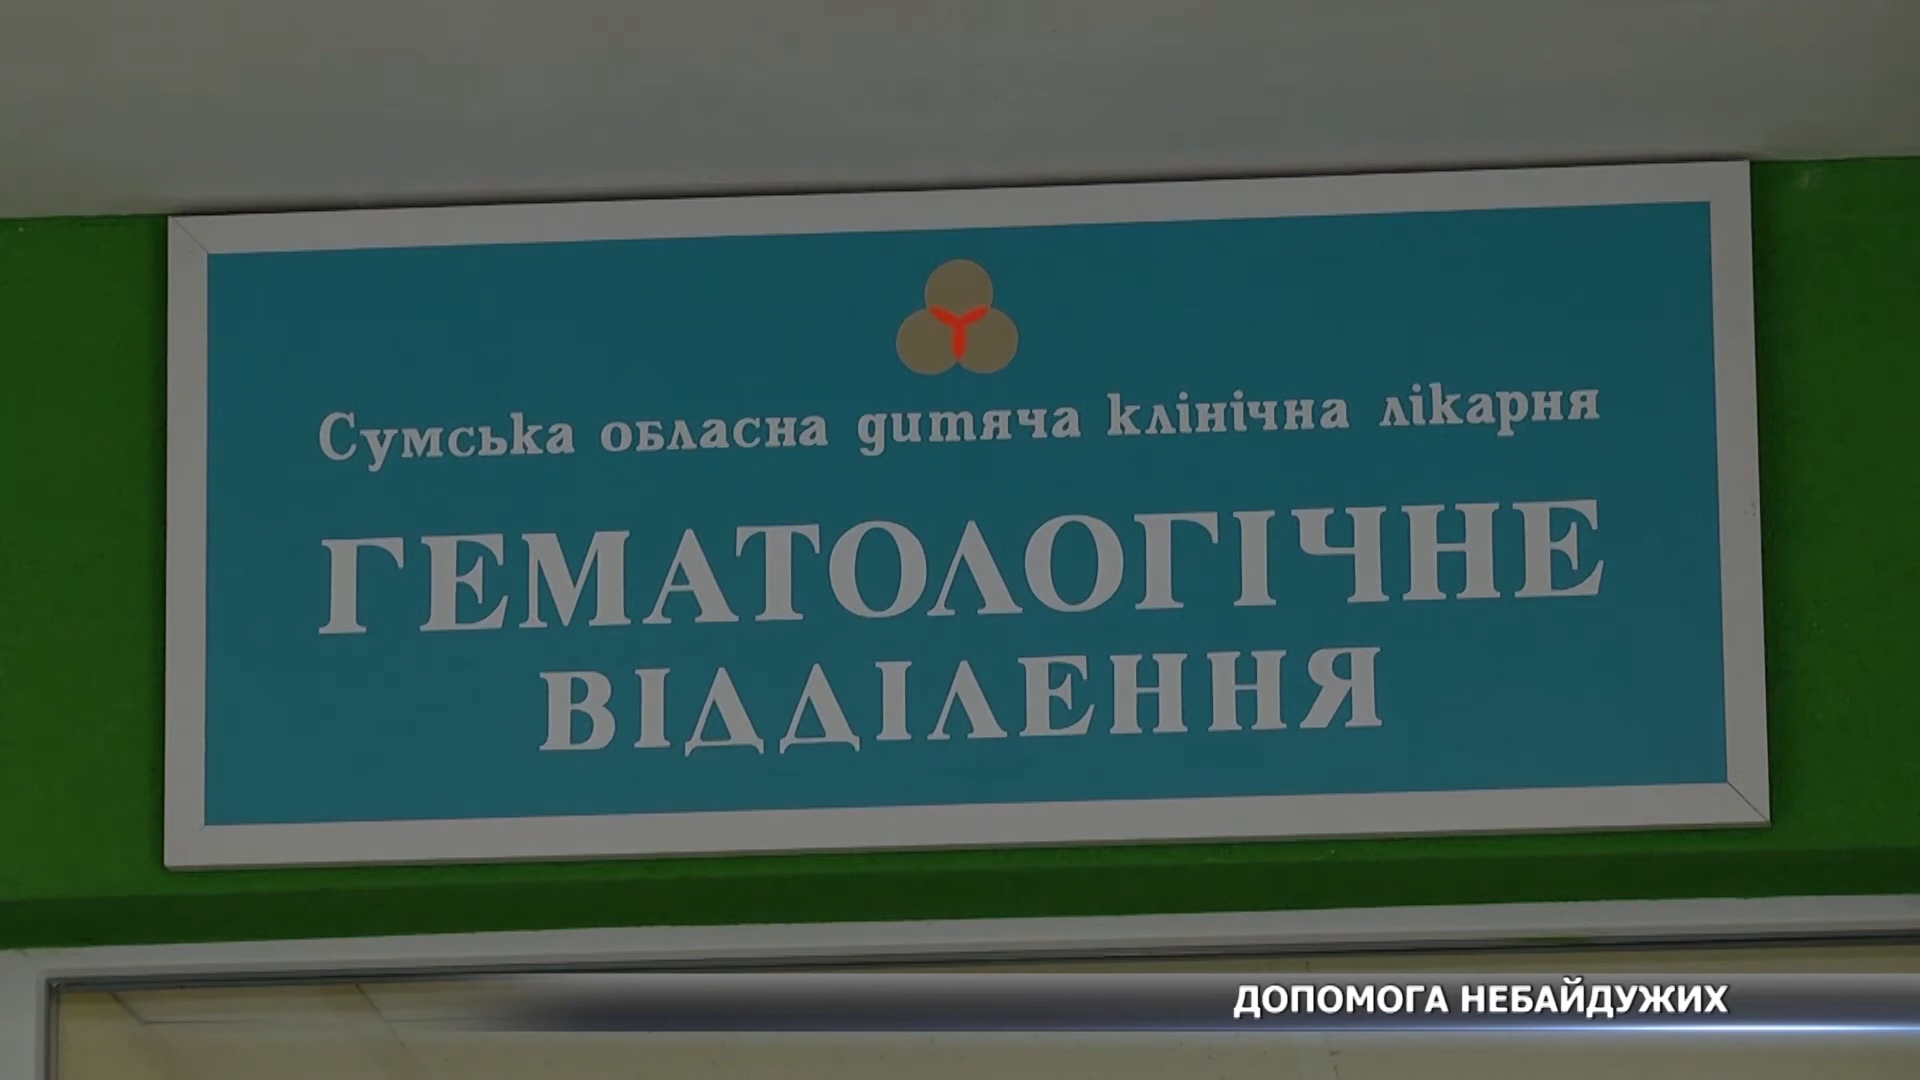 Сумська обласна дитяча клінічна лікарня
ГЕМАТОЛОГІЧНЕ
ВІДДІЛЕННЯ
ДОПОМОГА НЕБАЙДУЖИХ